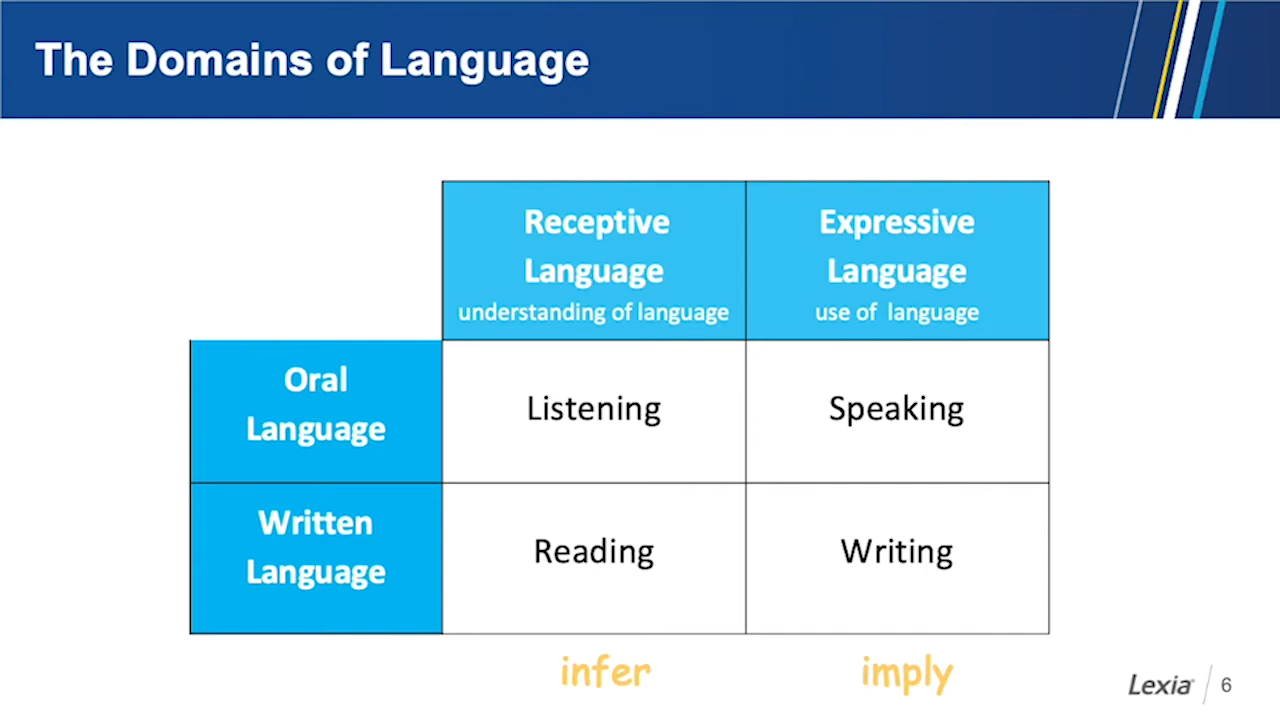 The Domains of Language
Receptive
Language
understanding of language
Expressive
Language
use of language
Oral
Language
Listening
Speaking
Written
Language
Reading
Writing
infer
imply
Lexia
6